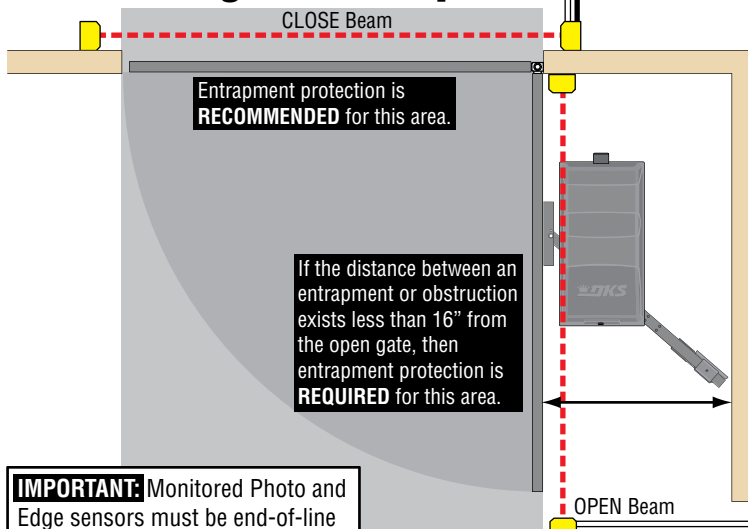 CLOSE Beam
Entrapment protection is
RECOMMENDED for this area.
If the distance between an
entrapment or obstruction
exists less than 16” from
the open gate, then
entrapment protection is
REQUIRED for this area.
DKS
IMPORTANT: Monitored Photo and
Edge sensors must be end-of-line
OPEN Beam